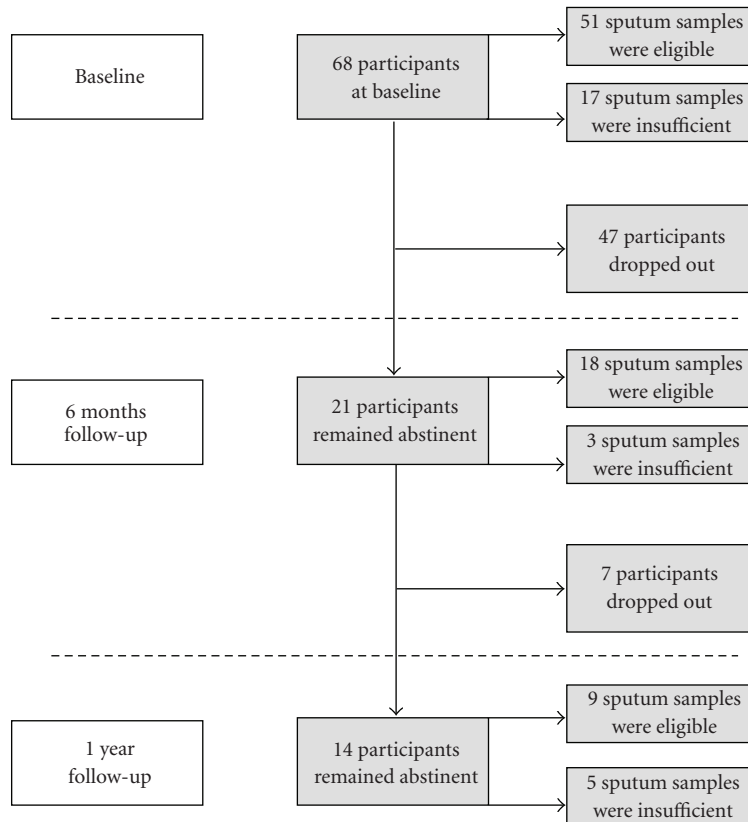 Baseline
68 participants
at baseline
51 sputum samples
were eligible
17 sputum samples
were insufficient
47 participants
dropped out
6 months
follow-up
21 participants
remained abstinent
18 sputum samples
were eligible
3 sputum samples
were insufficient
7 participants
dropped out
1 year
follow-up
14 participants
remained abstinent
9 sputum samples
were eligible
5 sputum samples
were insufficient